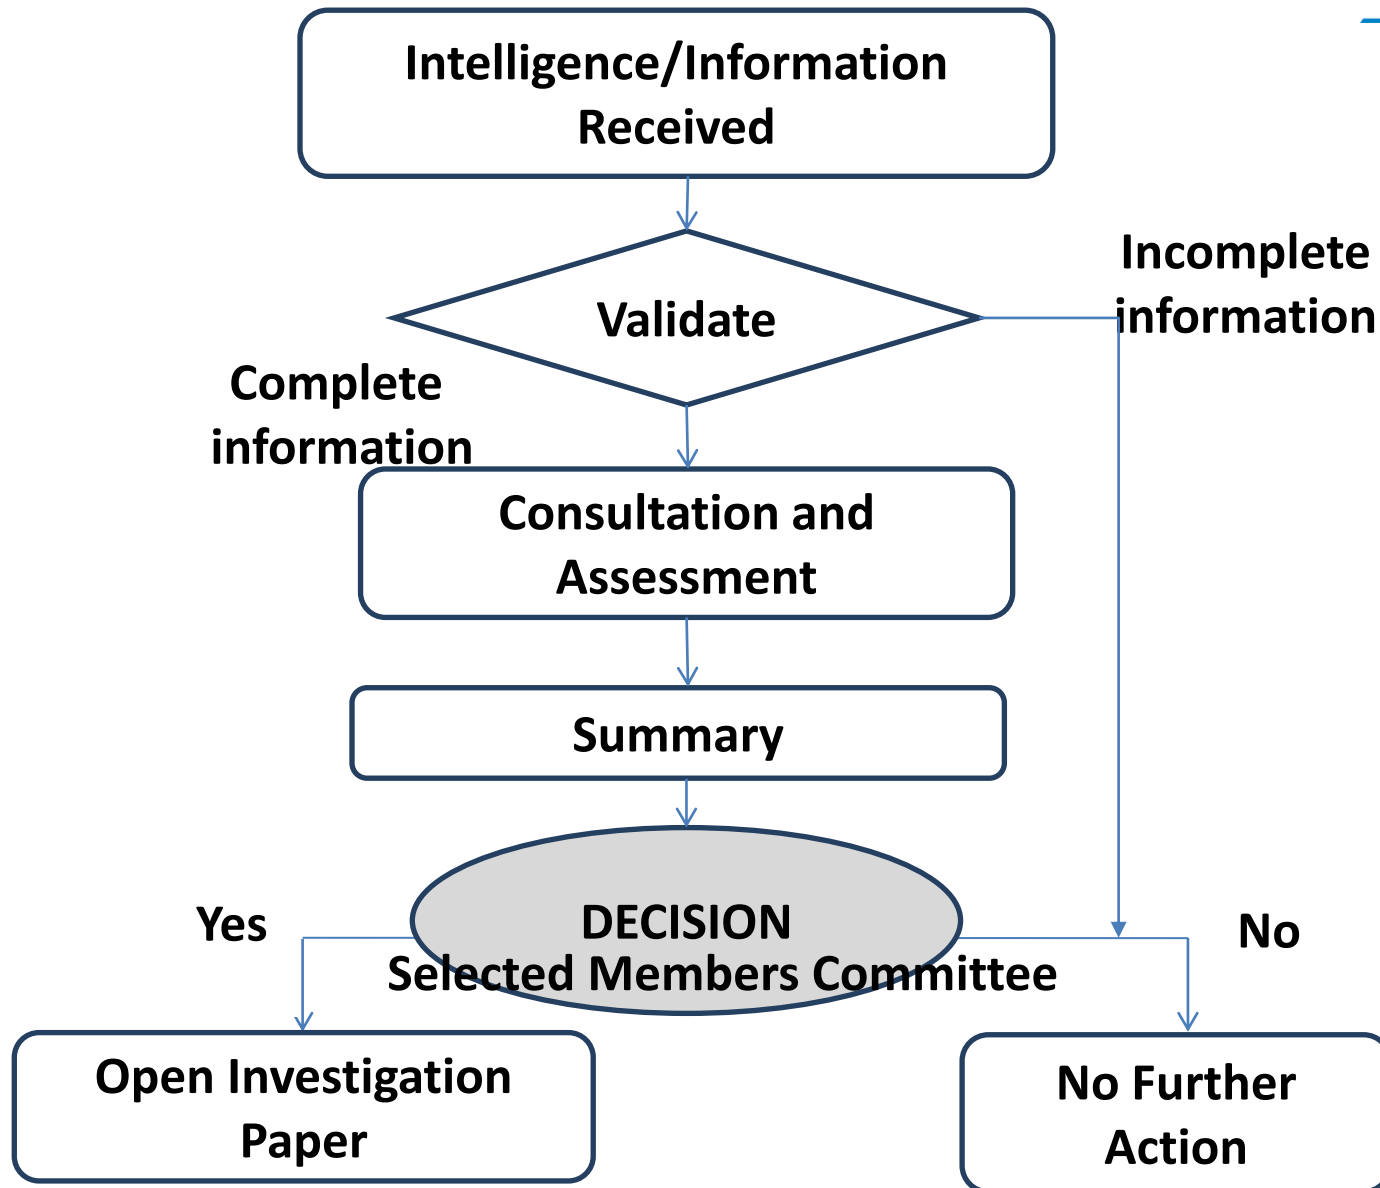 Intelligence/Information
Received
Incomplete
information
Validate
Complete
information
Consultation and
Assessment
Summary
Yes
DECISION
No
Selected Members Committee
Open Investigation
Paper
No Further
Action